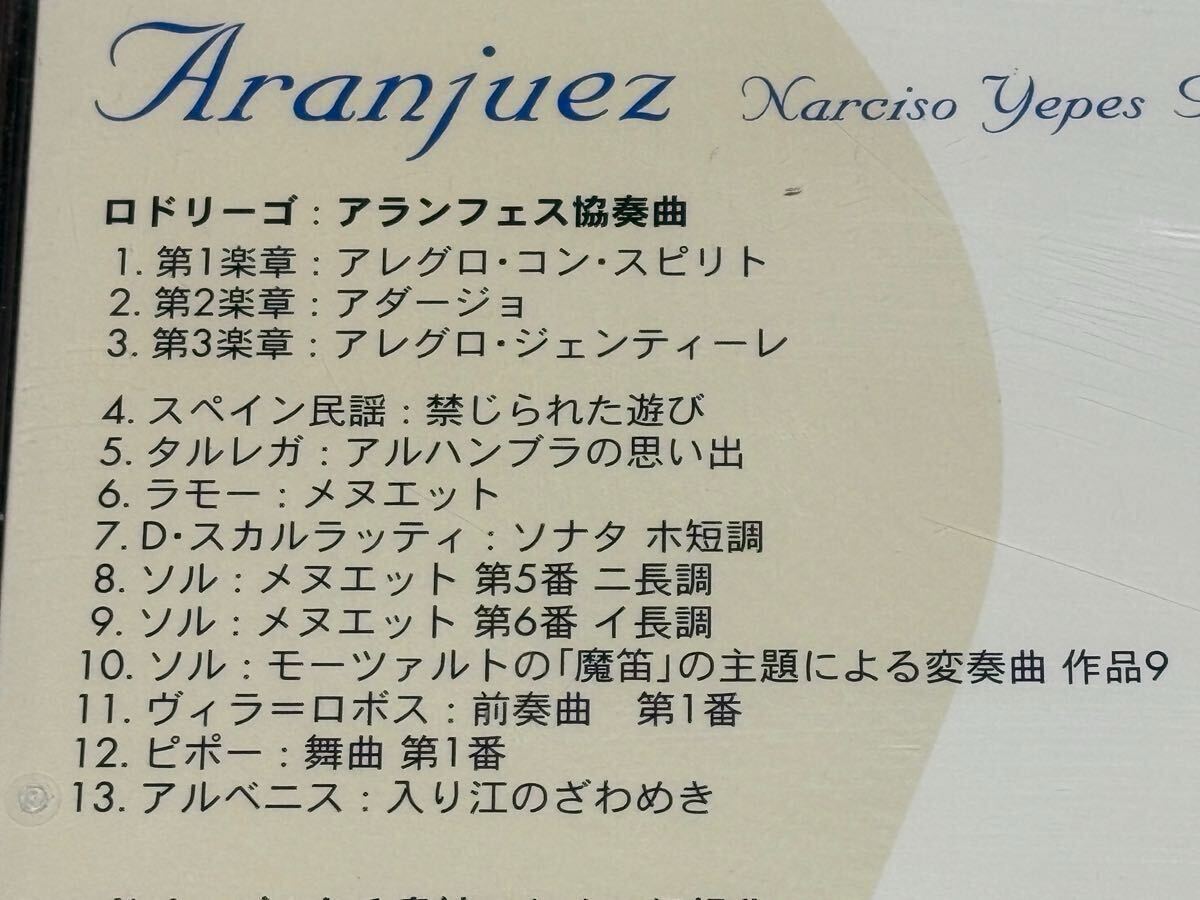 Aranjuez Narciso Yepes
ロドリーゴ：アランフェス協奏曲
1. 第1楽章：アレグロ・コン・スピリト
2. 第2楽章：アダージョ
3. 第3楽章：アレグロ・ジェンティーレ
4. スペイン民謡：禁じられた遊び
5. タルレガ：アルハンブラの思い出
6. ラモー：メヌエット
7. D・スカルラッティ：ソナタ ホ短調
8. ソル：メヌエット 第5番 ニ長調
9. ソル：メヌエット 第6番 イ長調
10. ソル：モーツァルトの「魔笛」の主題による変奏曲 作品9
11. ヴィラ＝ロボス：前奏曲　第1番
12. ピポー：舞曲 第1番
13. アルベニス：入り江のざわめき